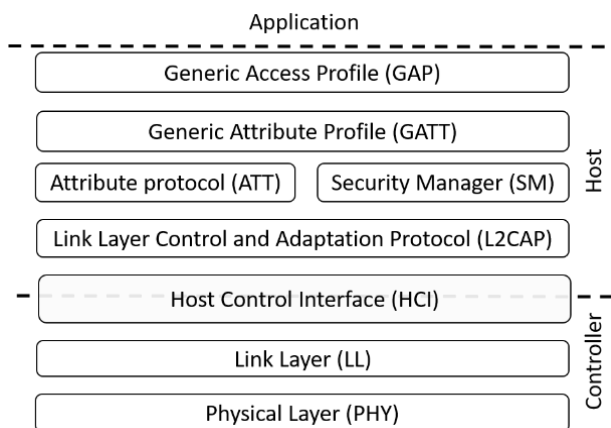 Application
Generic Access Profile (GAP)
Generic Attribute Profile (GATT)
Attribute protocol (ATT)
Security Manager (SM)
Host
Link Layer Control and Adaptation Protocol (L2CAP)
Host Control Interface (HCI)
Link Layer (LL)
Controller
Physical Layer (PHY)